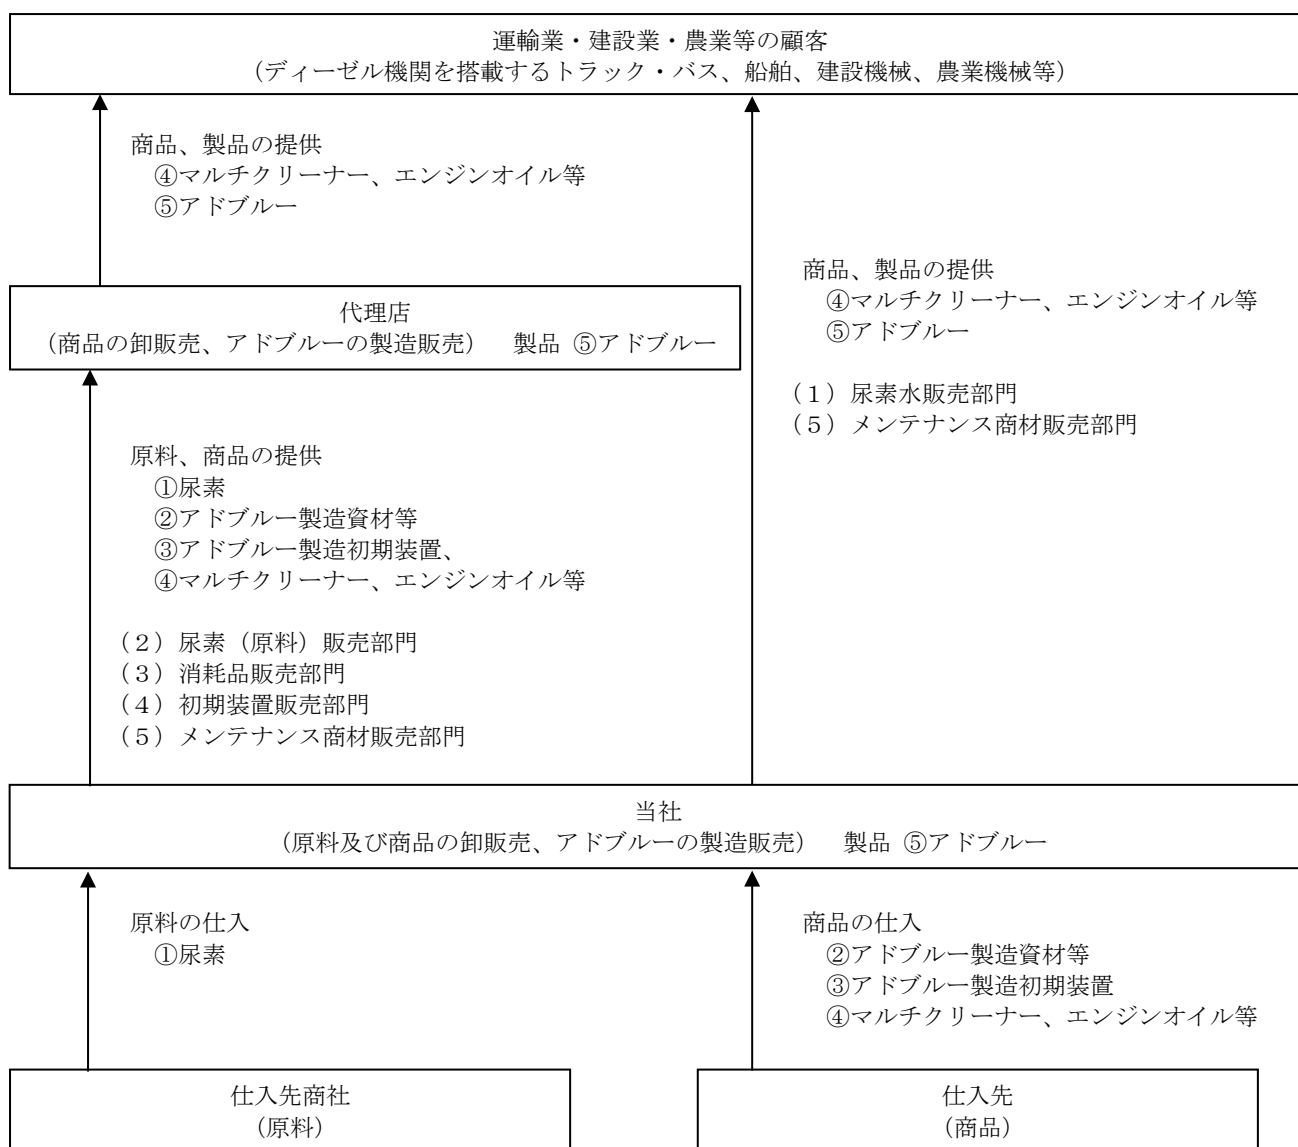 運輸業・建設業・農業等の顧客
（ディーゼル機関を搭載するトラック・バス、船舶、建設機械、農業機械等）
商品、製品の提供
④マルチクリーナー、エンジンオイル等
⑤アドブルー
商品、製品の提供
④マルチクリーナー、エンジンオイル等
⑤アドブルー
（１）尿素水販売部門
（５）メンテナンス商材販売部門
代理店
（商品の卸販売、アドブルーの製造販売）　製品 ⑤アドブルー
原料、商品の提供
①尿素
②アドブルー製造資材等
③アドブルー製造初期装置、
④マルチクリーナー、エンジンオイル等
（２）尿素（原料）販売部門
（３）消耗品販売部門
（４）初期装置販売部門
（５）メンテナンス商材販売部門
当社
（原料及び商品の卸販売、アドブルーの製造販売）　製品 ⑤アドブルー
原料の仕入
①尿素
商品の仕入
②アドブルー製造資材等
③アドブルー製造初期装置
④マルチクリーナー、エンジンオイル等
仕入先商社
（原料）
仕入先
（商品）